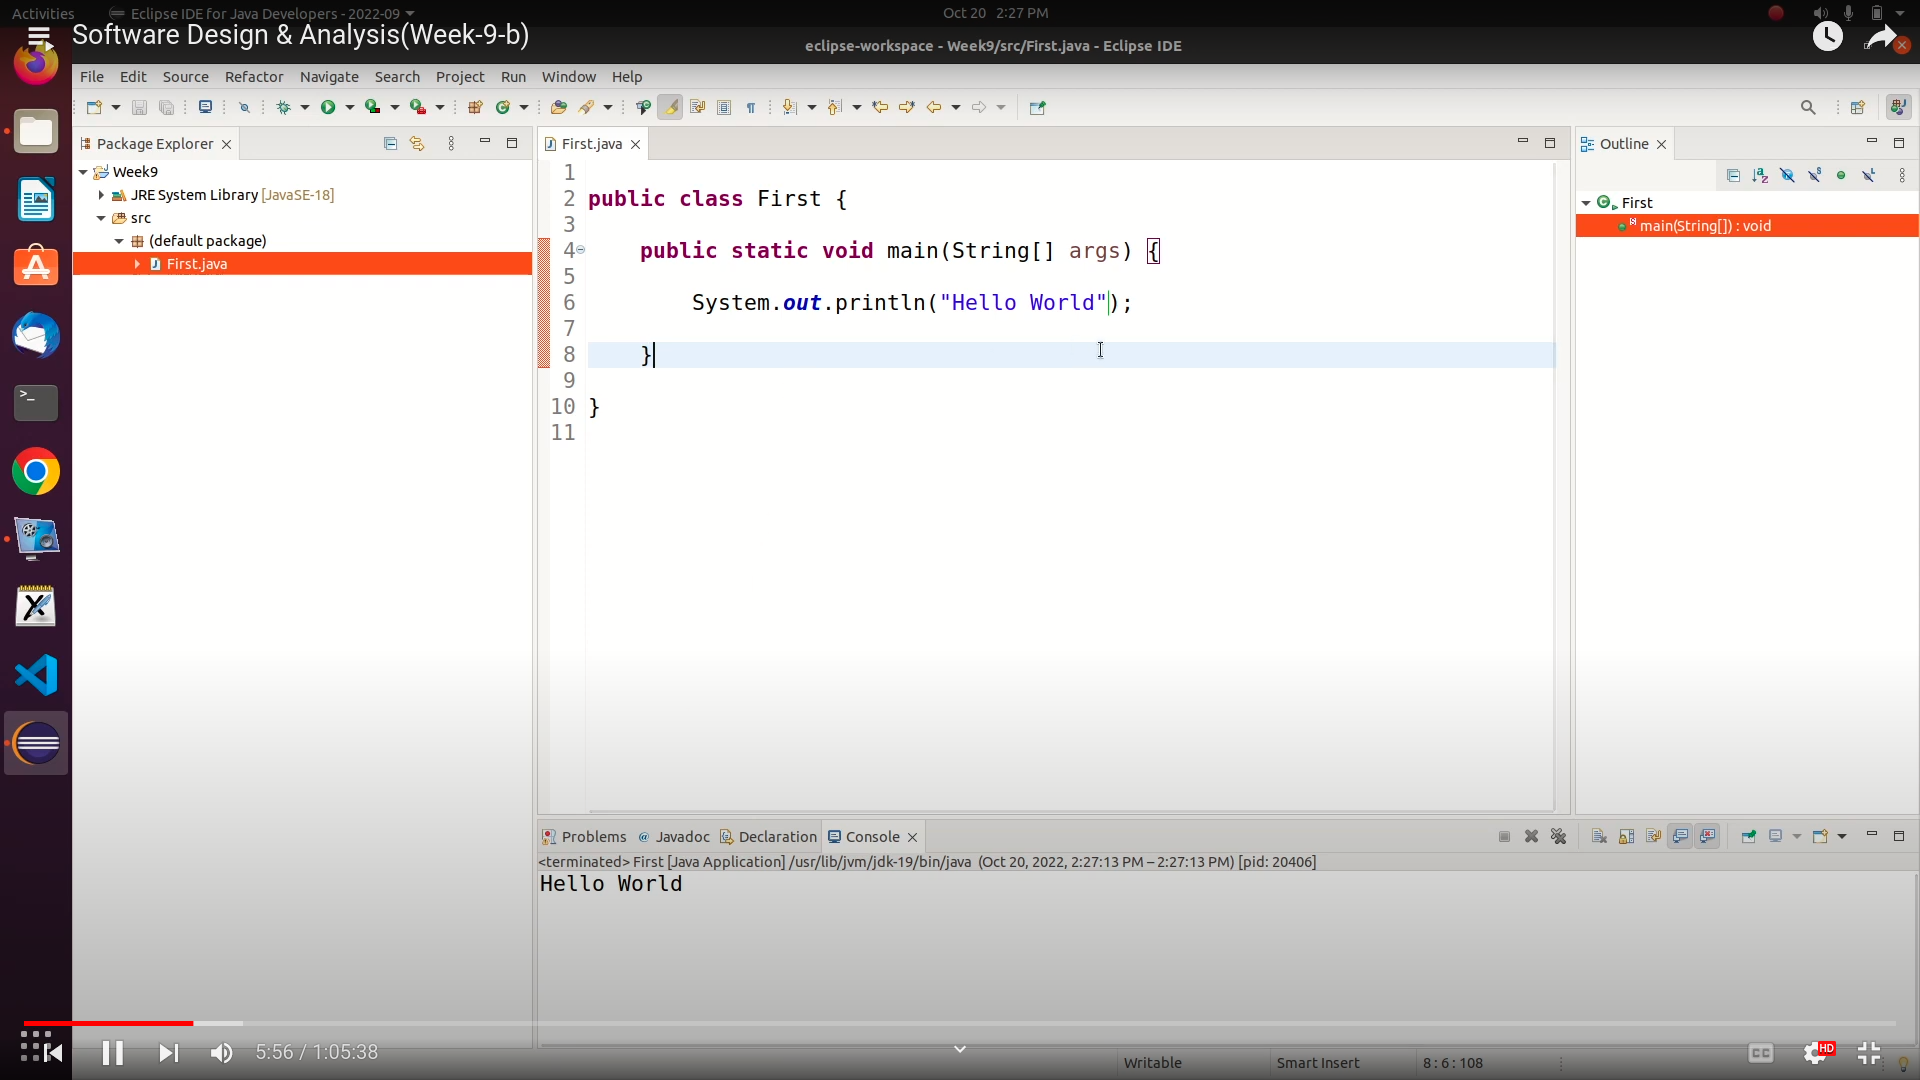 Activities
Eclipse IDE for Java Developers - 2022-09
Oct 20 2:27 PM
Software Design & Analysis(Week-9-b)
eclipse-workspace - Week9/src/First.java - Eclipse IDE
File Edit Source Refactor Navigate Search Project Run Window Help
Package Explorer
First.java
Outline
Week9
JRE System Library [JavaSE-18]
src
(default package)
First.java
1
2 public class First {
3
4 public static void main(String[] args) {
5
6 System.out.println("Hello World");
7
8 }
9
10 }
11
First
main(String[]) : void
Problems
@ Javadoc
Declaration
Console
<terminated> First [Java Application] /usr/lib/jvm/jdk-19/bin/java (Oct 20, 2022, 2:27:13 PM – 2:27:13 PM) [pid: 20406]
Hello World
5:56 / 1:05:38
CC
HD
Writable
Smart Insert
8 : 6 : 108